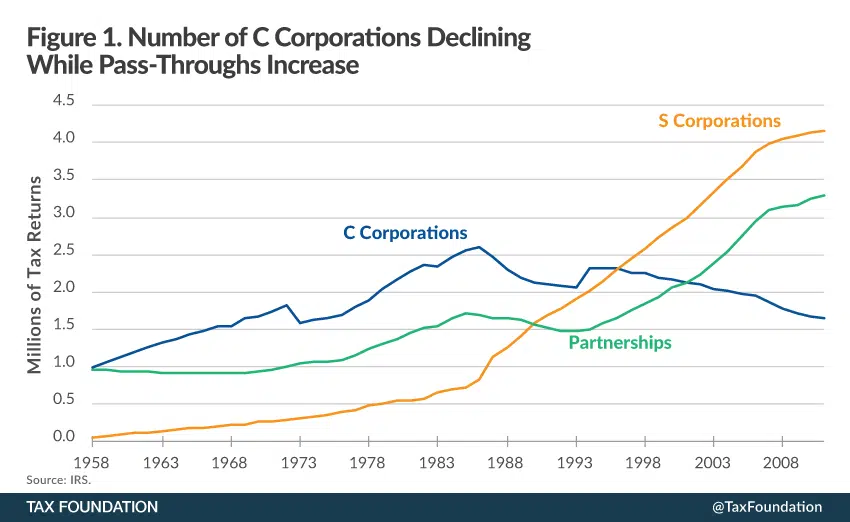 Figure 1. Number of C Corporations Declining
While Pass-Throughs Increase
Millions of Tax Returns
4.5
4.0
3.5
3.0
2.5
2.0
1.5
1.0
0.5
0.0
S Corporations
C Corporations
Partnerships
1958 1963 1968 1973 1978 1983 1988 1993 1998 2003 2008
Source: IRS.
TAX FOUNDATION @TaxFoundation